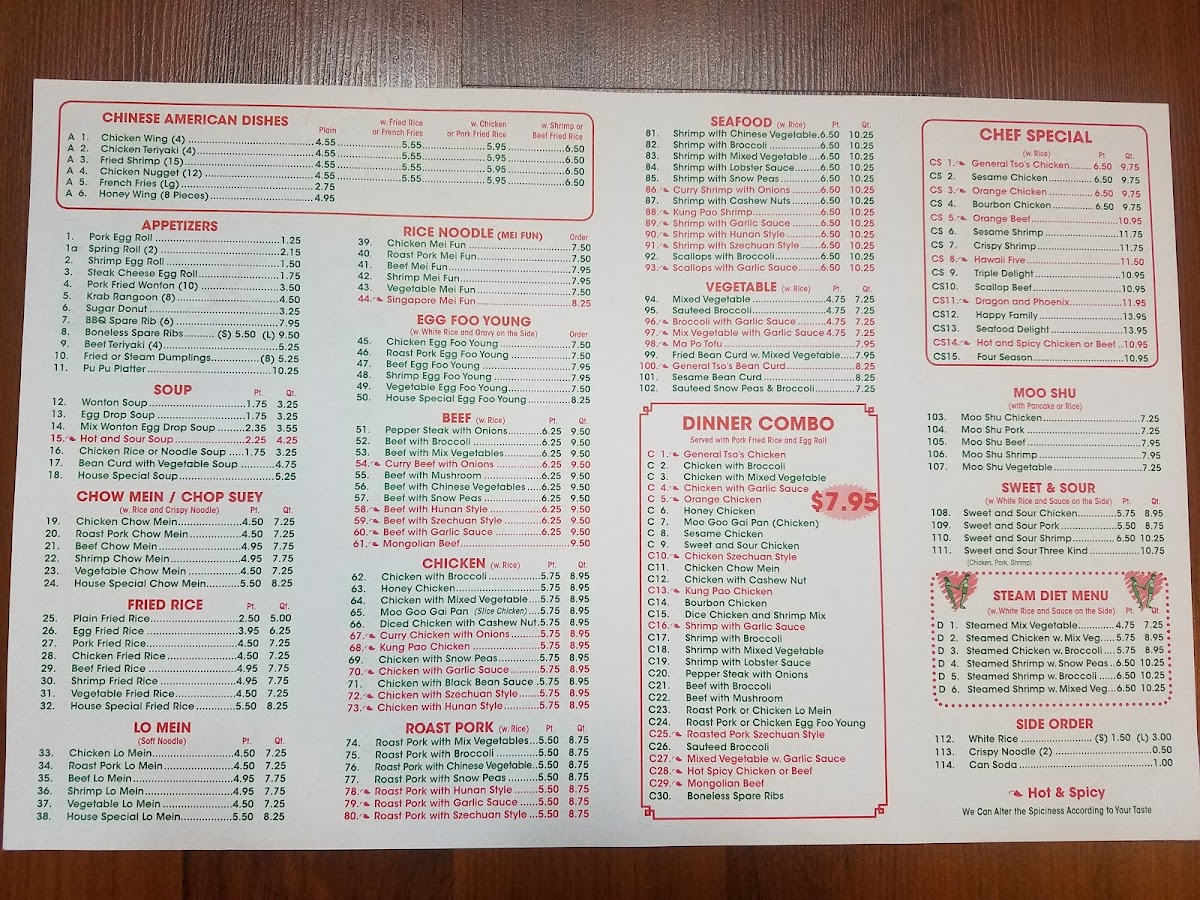 CHINESE AMERICAN DISHES
Plain w. Fried Rice or French Fries w. Chicken or Pork Fried Rice w. Shrimp or Beef Fried Rice
A 1. Chicken Wing (4) 4.55 5.55 5.95 6.50
A 2. Chicken Teriyaki (4) 4.55 5.55 5.95 6.50
A 3. Fried Shrimp (15) 4.55 5.55 5.95 6.50
A 4. Chicken Nugget (12) 4.55 5.55 5.95 6.50
A 5. French Fries (Lg) 2.75
A 6. Honey Wing (8 Pieces) 4.95
APPETIZERS
1. Pork Egg Roll 1.25
1a Spring Roll (2) 2.15
2. Shrimp Egg Roll 1.50
3. Steak Cheese Egg Roll 1.75
4. Pork Fried Wonton (10) 3.50
5. Krab Rangoon (8) 4.50
6. Sugar Donut 3.25
7. BBQ Spare Rib (6) 7.95
8. Boneless Spare Ribs (S) 5.50 (L) 9.50
9. Beef Teriyaki (4) 5.25
10. Fried or Steam Dumplings (8) 5.25
11. Pu Pu Platter 10.25
SOUP Pt. Qt.
12. Wonton Soup 1.75 3.25
13. Egg Drop Soup 1.75 3.25
14. Mix Wonton Egg Drop Soup 2.35 3.55
15. Hot and Sour Soup 2.25 4.25
16. Chicken Rice or Noodle Soup 1.75 3.25
17. Bean Curd with Vegetable Soup 4.75
18. House Special Soup 5.25
CHOW MEIN / CHOP SUEY
(w. Rice and Crispy Noodle) Pt. Qt.
19. Chicken Chow Mein 4.50 7.25
20. Roast Pork Chow Mein 4.50 7.25
21. Beef Chow Mein 4.95 7.75
22. Shrimp Chow Mein 4.95 7.75
23. Vegetable Chow Mein 4.50 7.25
24. House Special Chow Mein 5.50 8.25
FRIED RICE Pt. Qt.
25. Plain Fried Rice 2.50 5.00
26. Egg Fried Rice 3.95 6.25
27. Pork Fried Rice 4.50 7.25
28. Chicken Fried Rice 4.50 7.25
29. Beef Fried Rice 4.95 7.75
30. Shrimp Fried Rice 4.95 7.75
31. Vegetable Fried Rice 4.50 7.25
32. House Special Fried Rice 5.50 8.25
LO MEIN
(Soft Noodle) Pt. Qt.
33. Chicken Lo Mein 4.50 7.25
34. Roast Pork Lo Mein 4.50 7.25
35. Beef Lo Mein 4.95 7.75
36. Shrimp Lo Mein 4.95 7.75
37. Vegetable Lo Mein 4.50 7.25
38. House Special Lo Mein 5.50 8.25
RICE NOODLE (MEI FUN) Order
39. Chicken Mei Fun 7.50
40. Roast Pork Mei Fun 7.50
41. Beef Mei Fun 7.95
42. Shrimp Mei Fun 7.95
43. Vegetable Mei Fun 7.50
44. Singapore Mei Fun 8.25
EGG FOO YOUNG
(w. White Rice and Gravy on the Side) Order
45. Chicken Egg Foo Young 7.50
46. Roast Pork Egg Foo Young 7.50
47. Beef Egg Foo Young 7.95
48. Shrimp Egg Foo Young 7.95
49. Vegetable Egg Foo Young 7.50
50. House Special Egg Foo Young 8.25
BEEF (w. Rice) Pt. Qt.
51. Pepper Steak with Onions 6.25 9.50
52. Beef with Broccoli 6.25 9.50
53. Beef with Mix Vegetables 6.25 9.50
54. Curry Beef with Onions 6.25 9.50
55. Beef with Mushroom 6.25 9.50
56. Beef with Chinese Vegetables 6.25 9.50
57. Beef with Snow Peas 6.25 9.50
58. Beef with Hunan Style 6.25 9.50
59. Beef with Szechuan Style 6.25 9.50
60. Beef with Garlic Sauce 6.25 9.50
61. Mongolian Beef 9.50
CHICKEN (w. Rice) Pt. Qt.
62. Chicken with Broccoli 5.75 8.95
63. Honey Chicken 5.75 8.95
64. Chicken with Mixed Vegetable 5.75 8.95
65. Moo Goo Gai Pan (Slice Chicken) 5.75 8.95
66. Diced Chicken with Cashew Nut 5.75 8.95
67. Curry Chicken with Onions 5.75 8.95
68. Kung Pao Chicken 5.75 8.95
69. Chicken with Snow Peas 5.75 8.95
70. Chicken with Garlic Sauce 5.75 8.95
71. Chicken with Black Bean Sauce 5.75 8.95
72. Chicken with Szechuan Style 5.75 8.95
73. Chicken with Hunan Style 5.75 8.95
ROAST PORK (w. Rice) Pt. Qt.
74. Roast Pork with Mix Vegetables 5.50 8.75
75. Roast Pork with Broccoli 5.50 8.75
76. Roast Pork with Chinese Vegetable 5.50 8.75
77. Roast Pork with Snow Peas 5.50 8.75
78. Roast Pork with Hunan Style 5.50 8.75
79. Roast Pork with Garlic Sauce 5.50 8.75
80. Roast Pork with Szechuan Style 5.50 8.75
SEAFOOD (w. Rice) Pt. Qt.
81. Shrimp with Chinese Vegetable 6.50 10.25
82. Shrimp with Broccoli 6.50 10.25
83. Shrimp with Mixed Vegetable 6.50 10.25
84. Shrimp with Lobster Sauce 6.50 10.25
85. Shrimp with Snow Peas 6.50 10.25
86. Curry Shrimp with Onions 6.50 10.25
87. Shrimp with Cashew Nuts 6.50 10.25
88. Kung Pao Shrimp 6.50 10.25
89. Shrimp with Garlic Sauce 6.50 10.25
90. Shrimp with Hunan Style 6.50 10.25
91. Shrimp with Szechuan Style 6.50 10.25
92. Scallops with Broccoli 6.50 10.25
93. Scallops with Garlic Sauce 6.50 10.25
VEGETABLE (w. Rice) Pt. Qt.
94. Mixed Vegetable 4.75 7.25
95. Sauteed Broccoli 4.75 7.25
96. Broccoli with Garlic Sauce 4.75 7.25
97. Mix Vegetable with Garlic Sauce 4.75 7.25
98. Ma Po Tofu 7.95
99. Fried Bean Curd w. Mixed Vegetable 7.25
100. General Tso's Bean Curd 8.25
101. Sesame Bean Curd 8.25
102. Sauteed Snow Peas & Broccoli 7.25
DINNER COMBO
Served with Pork Fried Rice and Egg Roll
$7.95
C 1. General Tso's Chicken
C 2. Chicken with Broccoli
C 3. Chicken with Mixed Vegetable
C 4. Chicken with Garlic Sauce
C 5. Orange Chicken
C 6. Honey Chicken
C 7. Moo Goo Gai Pan (Chicken)
C 8. Sesame Chicken
C 9. Sweet and Sour Chicken
C10. Chicken Szechuan Style
C11. Chicken Chow Mein
C12. Chicken with Cashew Nut
C13. Kung Pao Chicken
C14. Bourbon Chicken
C15. Dice Chicken and Shrimp Mix
C16. Shrimp with Garlic Sauce
C17. Shrimp with Broccoli
C18. Shrimp with Mixed Vegetable
C19. Shrimp with Lobster Sauce
C20. Pepper Steak with Onions
C21. Beef with Broccoli
C22. Beef with Mushroom
C23. Roast Pork or Chicken Lo Mein
C24. Roast Pork or Chicken Egg Foo Young
C25. Roasted Pork Szechuan Style
C26. Sauteed Broccoli
C27. Mixed Vegetable w. Garlic Sauce
C28. Hot Spicy Chicken or Beef
C29. Mongolian Beef
C30. Boneless Spare Ribs
CHEF SPECIAL
(w. Rice) Pt. Qt.
CS 1. General Tso's Chicken 6.50 9.75
CS 2. Sesame Chicken 6.50 9.75
CS 3. Orange Chicken 6.50 9.75
CS 4. Bourbon Chicken 6.50 9.75
CS 5. Orange Beef 10.95
CS 6. Sesame Shrimp 11.75
CS 7. Crispy Shrimp 11.75
CS 8. Hawaii Five 11.50
CS 9. Triple Delight 10.95
CS10. Scallop Beef 10.95
CS11. Dragon and Phoenix 11.95
CS12. Happy Family 13.95
CS13. Seafood Delight 13.95
CS14. Hot and Spicy Chicken or Beef 10.95
CS15. Four Season 10.95
MOO SHU
(with Pancake or Rice)
103. Moo Shu Chicken 7.25
104. Moo Shu Pork 7.25
105. Moo Shu Beef 7.95
106. Moo Shu Shrimp 7.95
107. Moo Shu Vegetable 7.25
SWEET & SOUR
(w. White Rice and Sauce on the Side) Pt. Qt.
108. Sweet and Sour Chicken 5.75 8.95
109. Sweet and Sour Pork 5.50 8.75
110. Sweet and Sour Shrimp 6.50 10.25
111. Sweet and Sour Three Kind 10.75
(Chicken, Pork, Shrimp)
STEAM DIET MENU
(w. White Rice and Sauce on the Side) Pt. Qt.
D 1. Steamed Mix Vegetable 4.75 7.25
D 2. Steamed Chicken w. Mix Veg 5.75 8.95
D 3. Steamed Chicken w. Broccoli 5.75 8.95
D 4. Steamed Shrimp w. Snow Peas 6.50 10.25
D 5. Steamed Shrimp w. Broccoli 6.50 10.25
D 6. Steamed Shrimp w. Mixed Veg 6.50 10.25
SIDE ORDER
112. White Rice (S) 1.50 (L) 3.00
113. Crispy Noodle (2) 0.50
114. Can Soda 1.00
Hot & Spicy
We Can Alter the Spiciness According to Your Taste